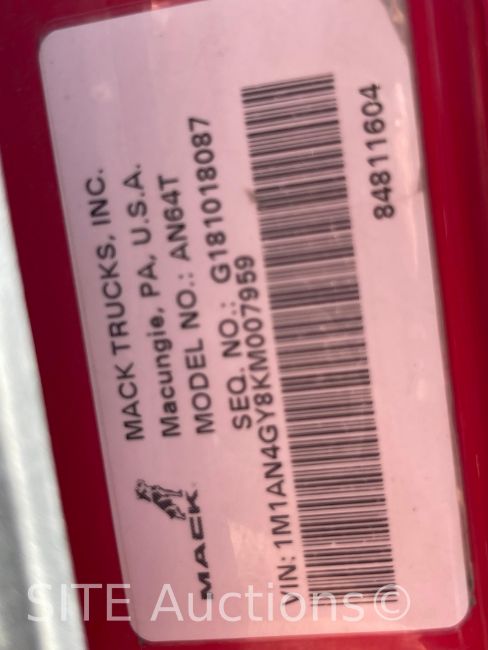 MACK TRUCKS, INC.
Macungie, PA, U.S.A.
MODEL NO.: AN64T
SEQ. NO.: G181018087
MACK
VIN: 1M1AN4GY8KM007959
84811604
SITE Auctions©